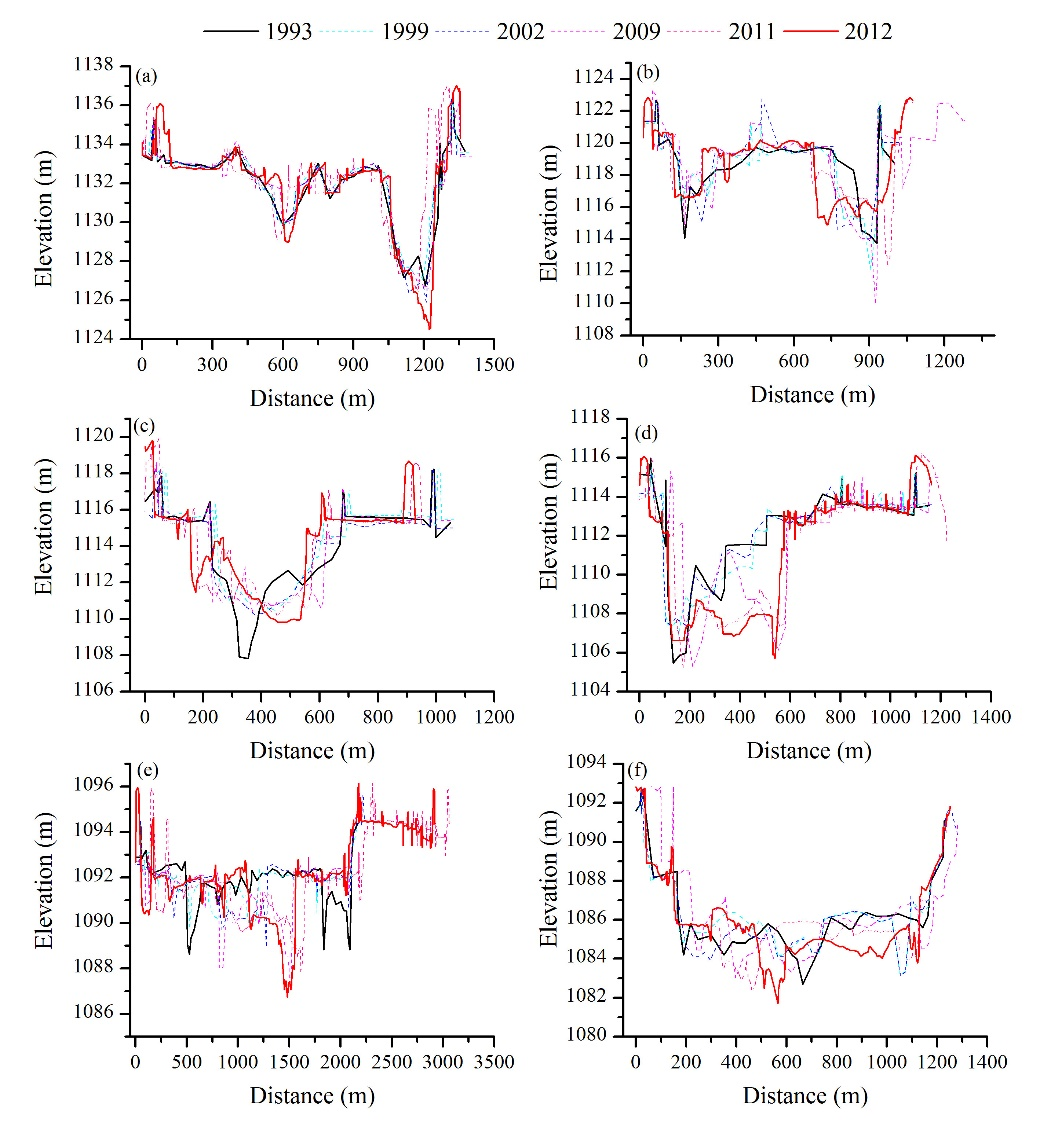 1993 1999 2002 2009 2011 2012
(a) (b)
1138 1136 1134 1132 1130 1128 1126 1124
1124 1122 1120 1118 1116 1114 1112 1110 1108
Elevation (m) Elevation (m)
0 300 600 900 1200 1500
0 300 600 900 1200
Distance (m) Distance (m)
(c) (d)
1120 1118 1116 1114 1112 1110 1108 1106
1118 1116 1114 1112 1110 1108 1106 1104
Elevation (m) Elevation (m)
0 200 400 600 800 1000 1200
0 200 400 600 800 1000 1200 1400
Distance (m) Distance (m)
(e) (f)
1096 1094 1092 1090 1088 1086
1094 1092 1090 1088 1086 1084 1082 1080
Elevation (m) Elevation (m)
0 500 1000 1500 2000 2500 3000 3500
0 200 400 600 800 1000 1200 1400
Distance (m) Distance (m)